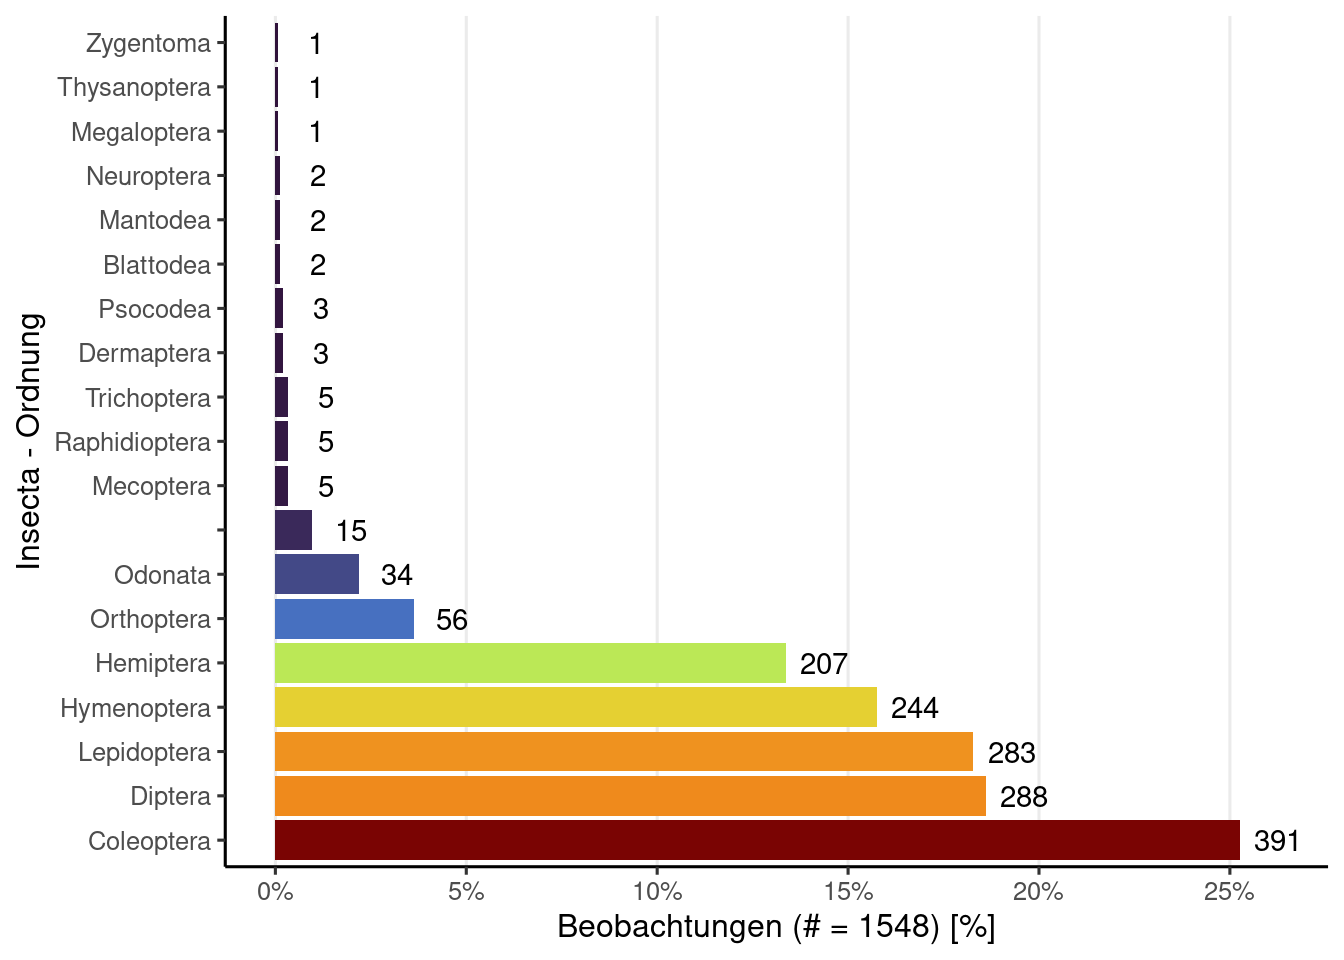 Insecta - Ordnung
Zygentoma 1
Thysanoptera 1
Megaloptera 1
Neuroptera 2
Mantodea 2
Blattodea 2
Psocodea 3
Dermaptera 3
Trichoptera 5
Raphidioptera 5
Mecoptera 5
15
Odonata 34
Orthoptera 56
Hemiptera 207
Hymenoptera 244
Lepidoptera 283
Diptera 288
Coleoptera 391
0% 5% 10% 15% 20% 25%
Beobachtungen (# = 1548) [%]